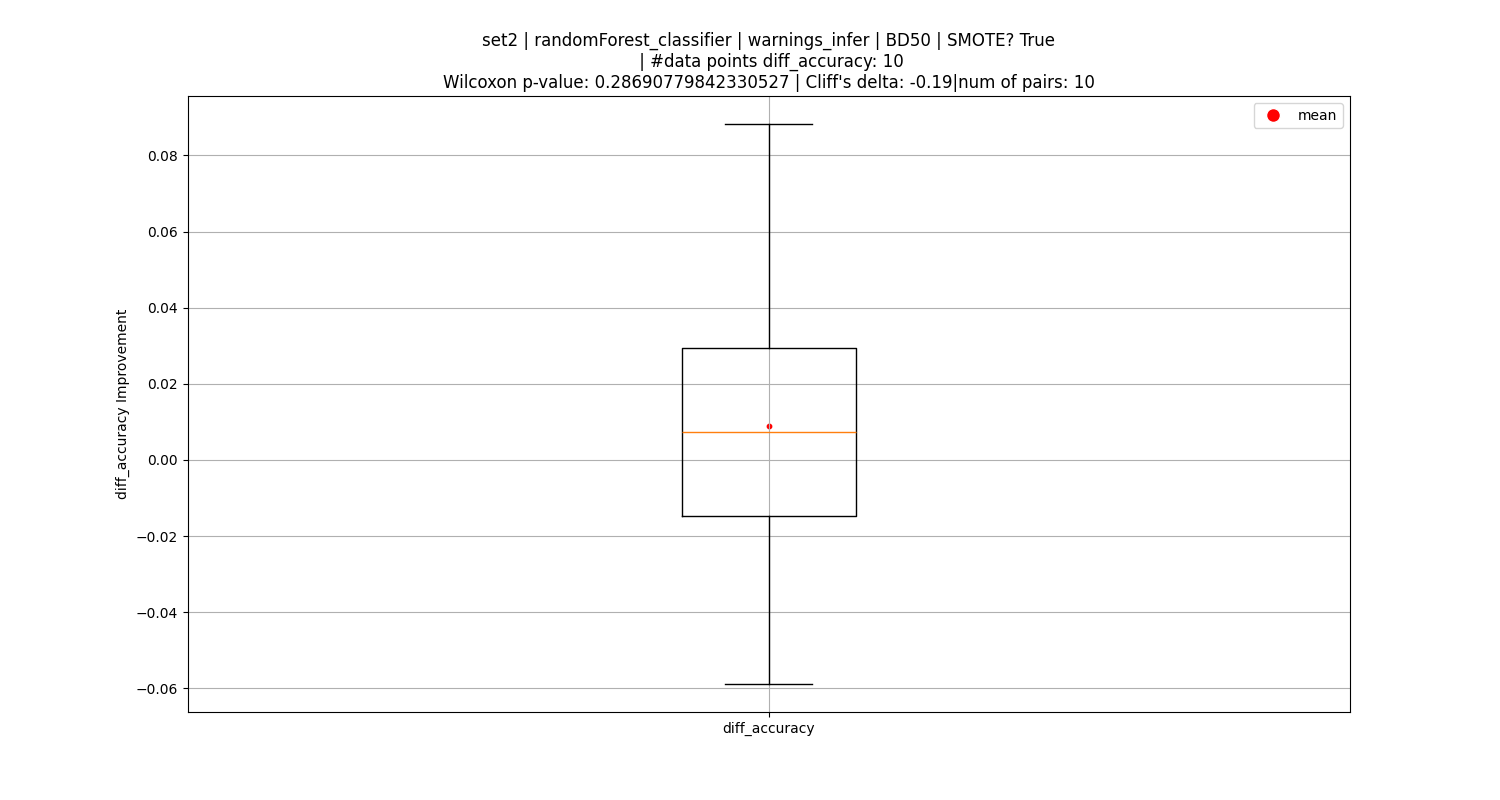 set2 | randomForest_classifier | warnings_infer | BD50 | SMOTE? True
| #data points diff_accuracy: 10
Wilcoxon p-value: 0.28690779842330527 | Cliff's delta: -0.19|num of pairs: 10
mean
0.08
0.06
0.04
0.02
0.00
−0.02
−0.04
−0.06
diff_accuracy Improvement
diff_accuracy